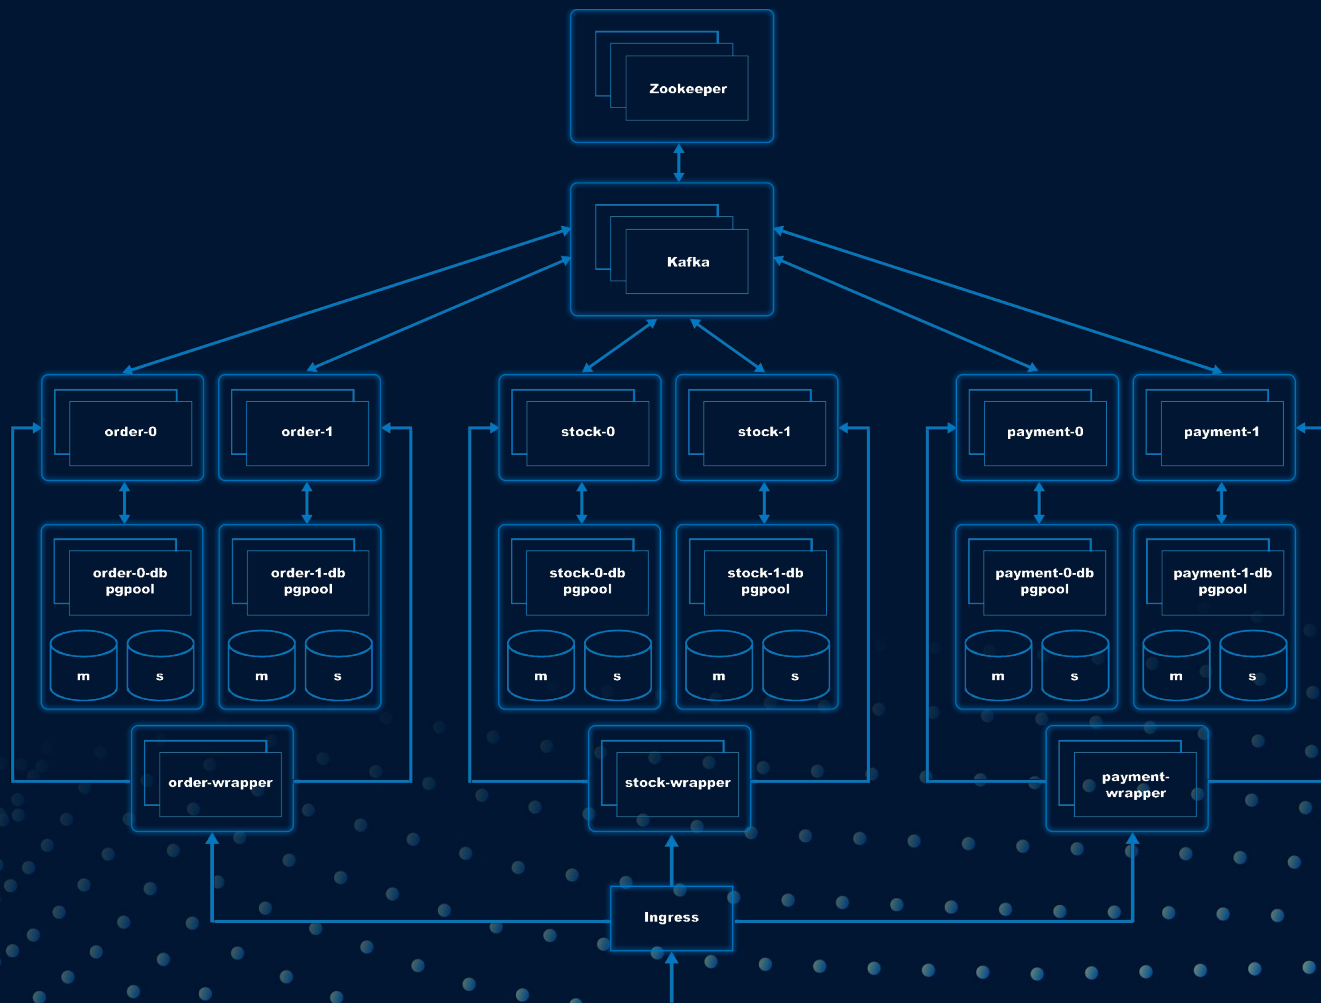 Zookeeper
Kafka
order-0
order-1
stock-0
stock-1
payment-0
payment-1
order-0-db
pgpool
order-1-db
pgpool
stock-0-db
pgpool
stock-1-db
pgpool
payment-0-db
pgpool
payment-1-db
pgpool
m
s
m
s
m
s
m
s
m
s
m
s
order-wrapper
stock-wrapper
payment-
wrapper
Ingress